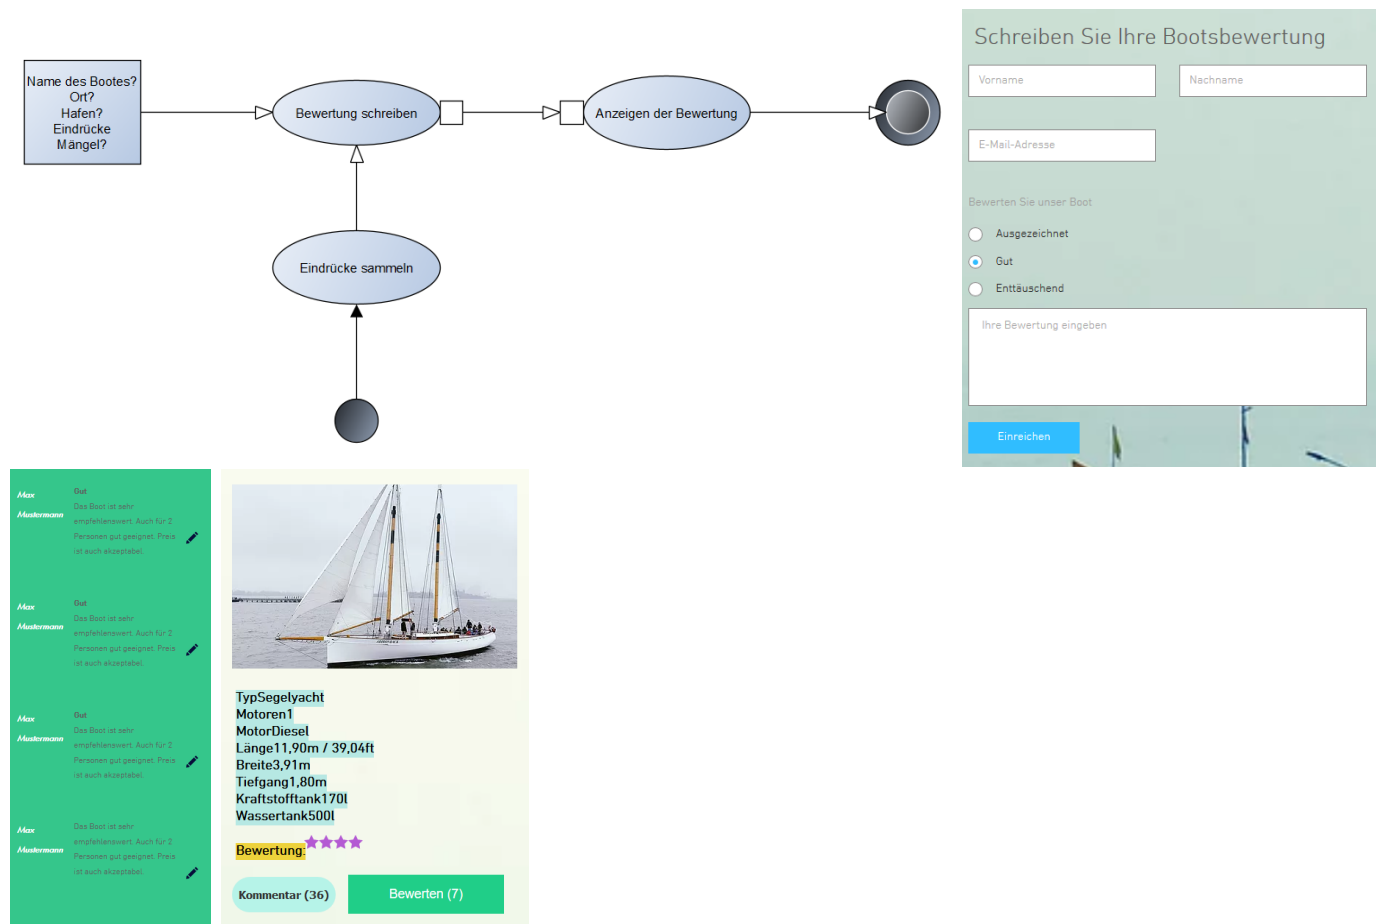 Name des Bootes?
Ort?
Hafen?
Eindrücke
Mängel?
Bewertung schreiben
Anzeigen der Bewertung
Eindrücke sammeln
Schreiben Sie Ihre Bootsbewertung
Vorname
Nachname
E-Mail-Adresse
Bewerten Sie unser Boot
Ausgezeichnet
Gut
Enttäuschend
Ihre Bewertung eingeben
Einreichen
Max
Mustermann
Gut
Das Boot ist sehr
empfehlenswert. Auch für 2
Personen gut geeignet. Preis
ist auch akzeptabel.
Max
Mustermann
Gut
Das Boot ist sehr
empfehlenswert. Auch für 2
Personen gut geeignet. Preis
ist auch akzeptabel.
Max
Mustermann
Gut
Das Boot ist sehr
empfehlenswert. Auch für 2
Personen gut geeignet. Preis
ist auch akzeptabel.
Max
Mustermann
Das Boot ist sehr
empfehlenswert. Auch für 2
Personen gut geeignet. Preis
ist auch akzeptabel.
TypSegelyacht
Motoren1
MotorDiesel
Länge11,90m / 39,04ft
Breite3,91m
Tiefgang1,80m
Kraftstofftank170l
Wassertank500l
Bewertung:
Kommentar (36)
Bewerten (7)